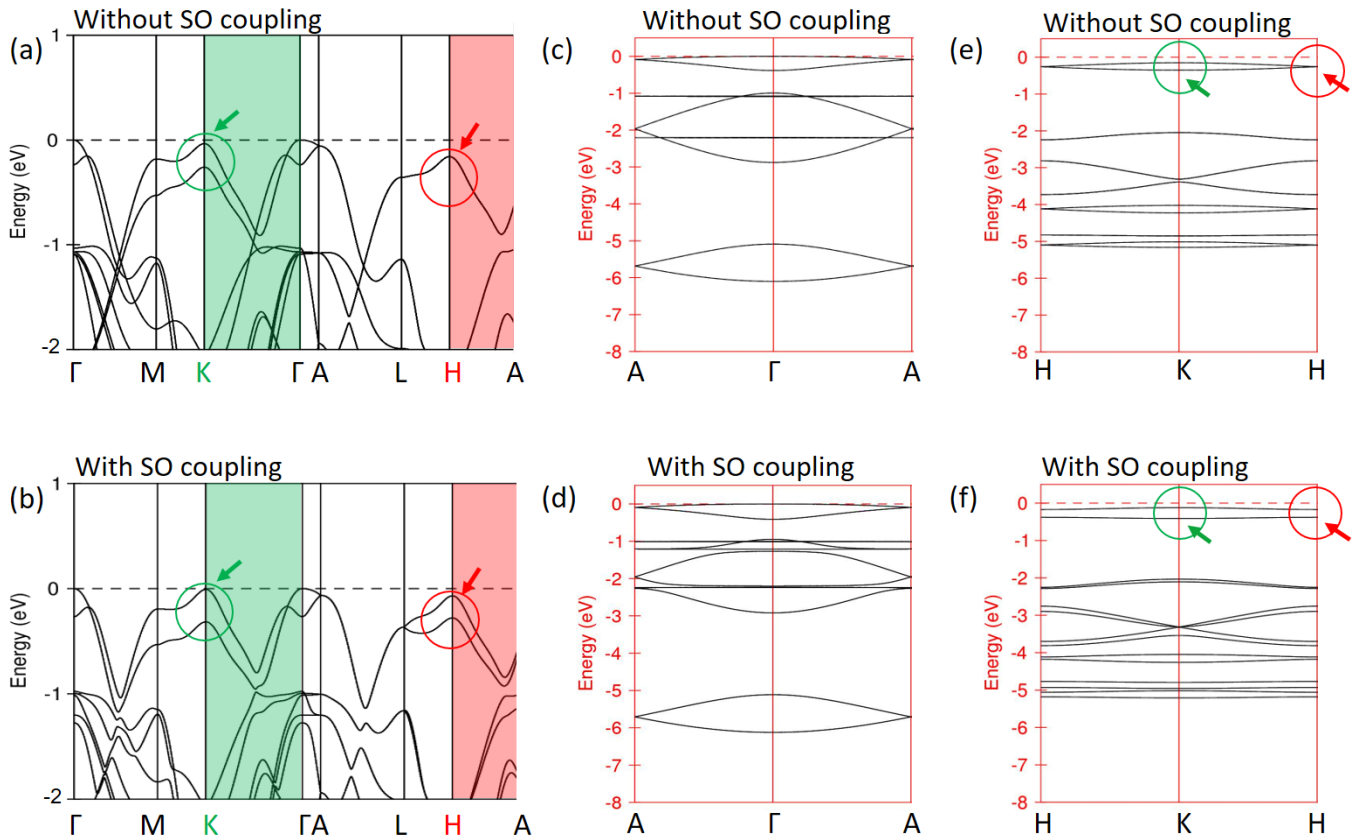 Without SO coupling
(a)
1
0
-1
-2
Energy (eV)
Γ M K Γ A L H A
Without SO coupling
(c)
0
-1
-2
-3
-4
-5
-6
-7
-8
Energy (eV)
A Γ A
Without SO coupling
(e)
0
-1
-2
-3
-4
-5
-6
-7
-8
Energy (eV)
H K H
With SO coupling
(b)
1
0
-1
-2
Energy (eV)
Γ M K Γ A L H A
With SO coupling
(d)
0
-1
-2
-3
-4
-5
-6
-7
-8
Energy (eV)
A Γ A
With SO coupling
(f)
0
-1
-2
-3
-4
-5
-6
-7
-8
Energy (eV)
H K H